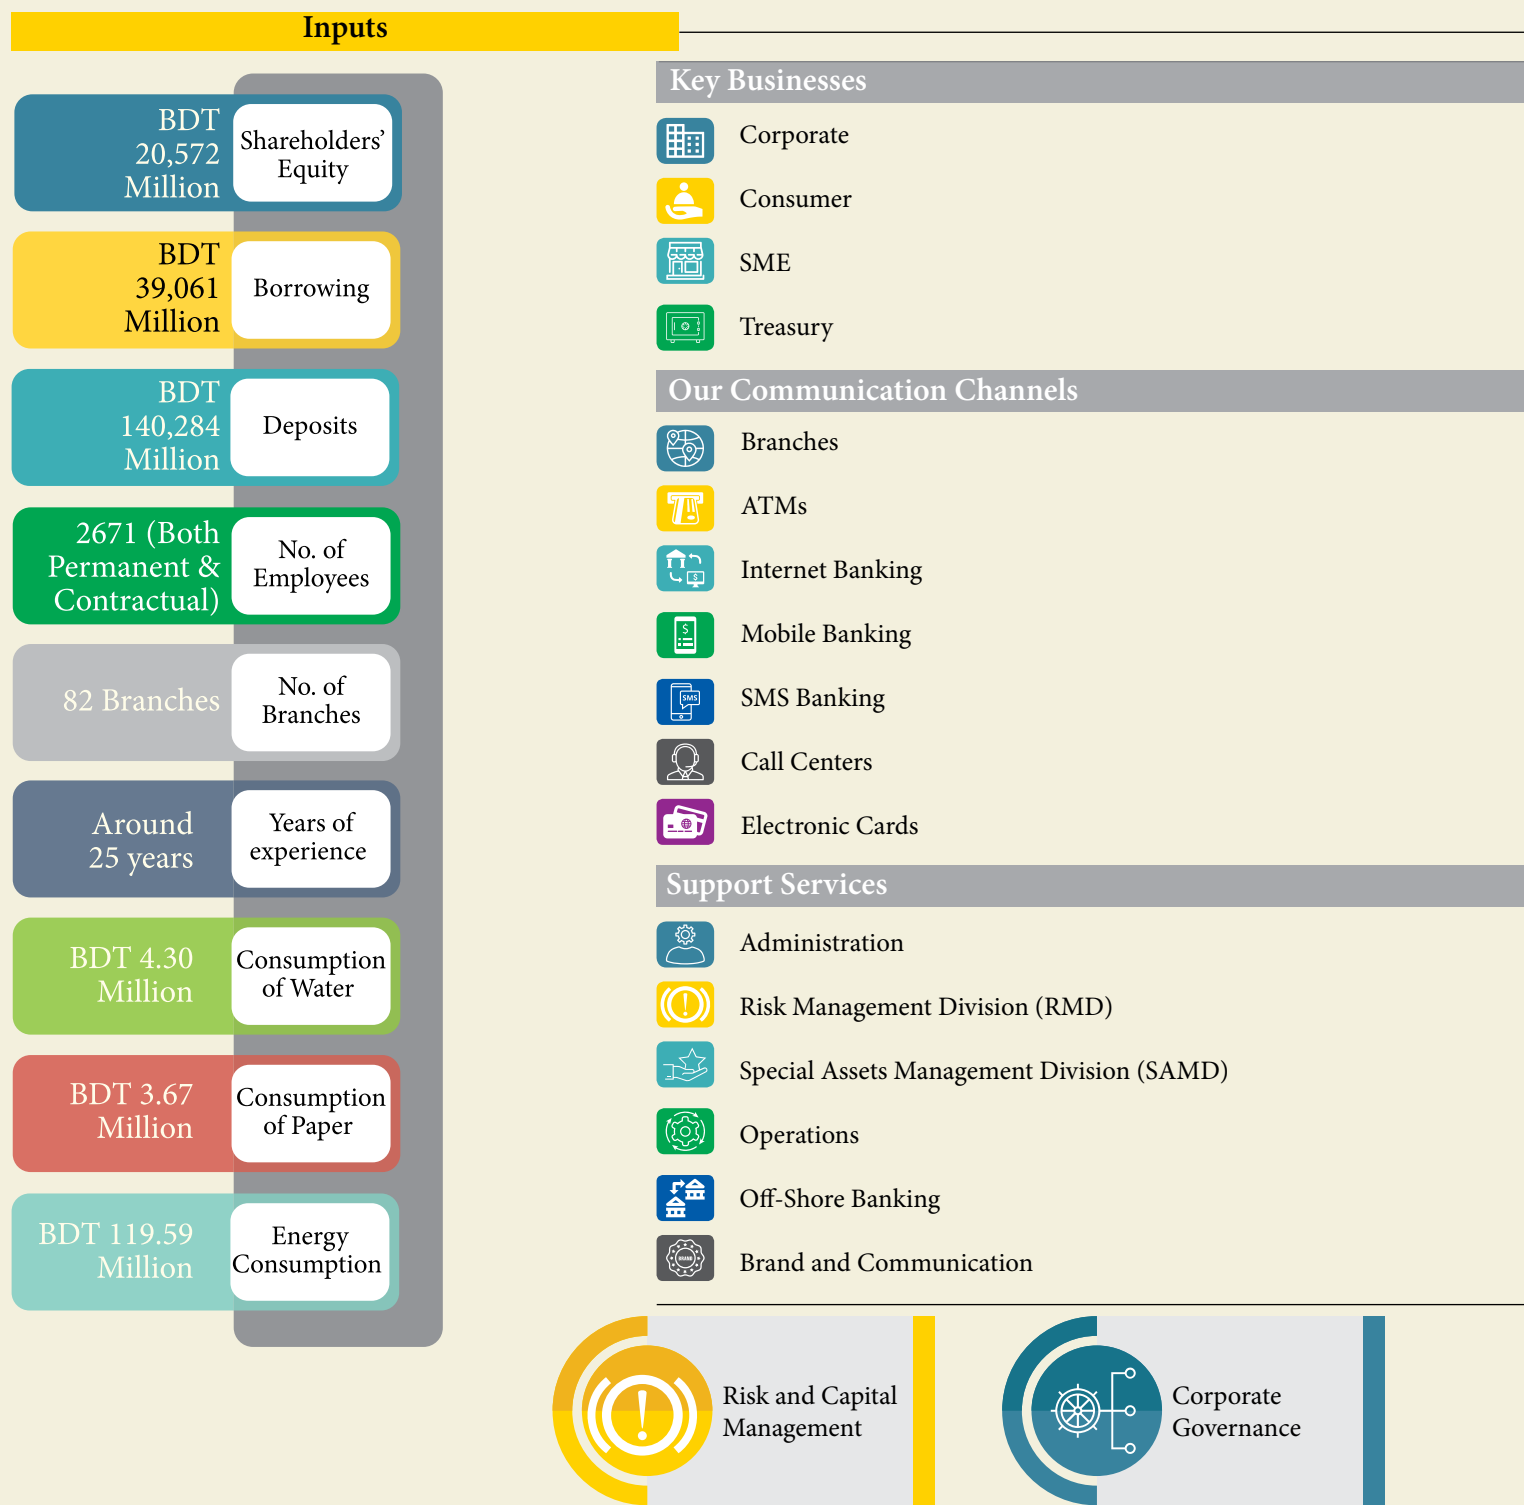 Inputs
BDT
20,572
Million
Shareholders’
Equity
BDT
39,061
Million
Borrowing
BDT
140,284
Million
Deposits
2671 (Both
Permanent &
Contractual)
No. of
Employees
82 Branches
No. of
Branches
Around
25 years
Years of
experience
BDT 4.30
Million
Consumption
of Water
BDT 3.67
Million
Consumption
of Paper
BDT 119.59
Million
Energy
Consumption
Key Businesses
Corporate
Consumer
SME
Treasury
Our Communication Channels
Branches
ATMs
Internet Banking
Mobile Banking
SMS
SMS Banking
Call Centers
Electronic Cards
Support Services
Administration
Risk Management Division (RMD)
Special Assets Management Division (SAMD)
Operations
Off-Shore Banking
BRAND
Brand and Communication
Risk and Capital
Management
Corporate
Governance